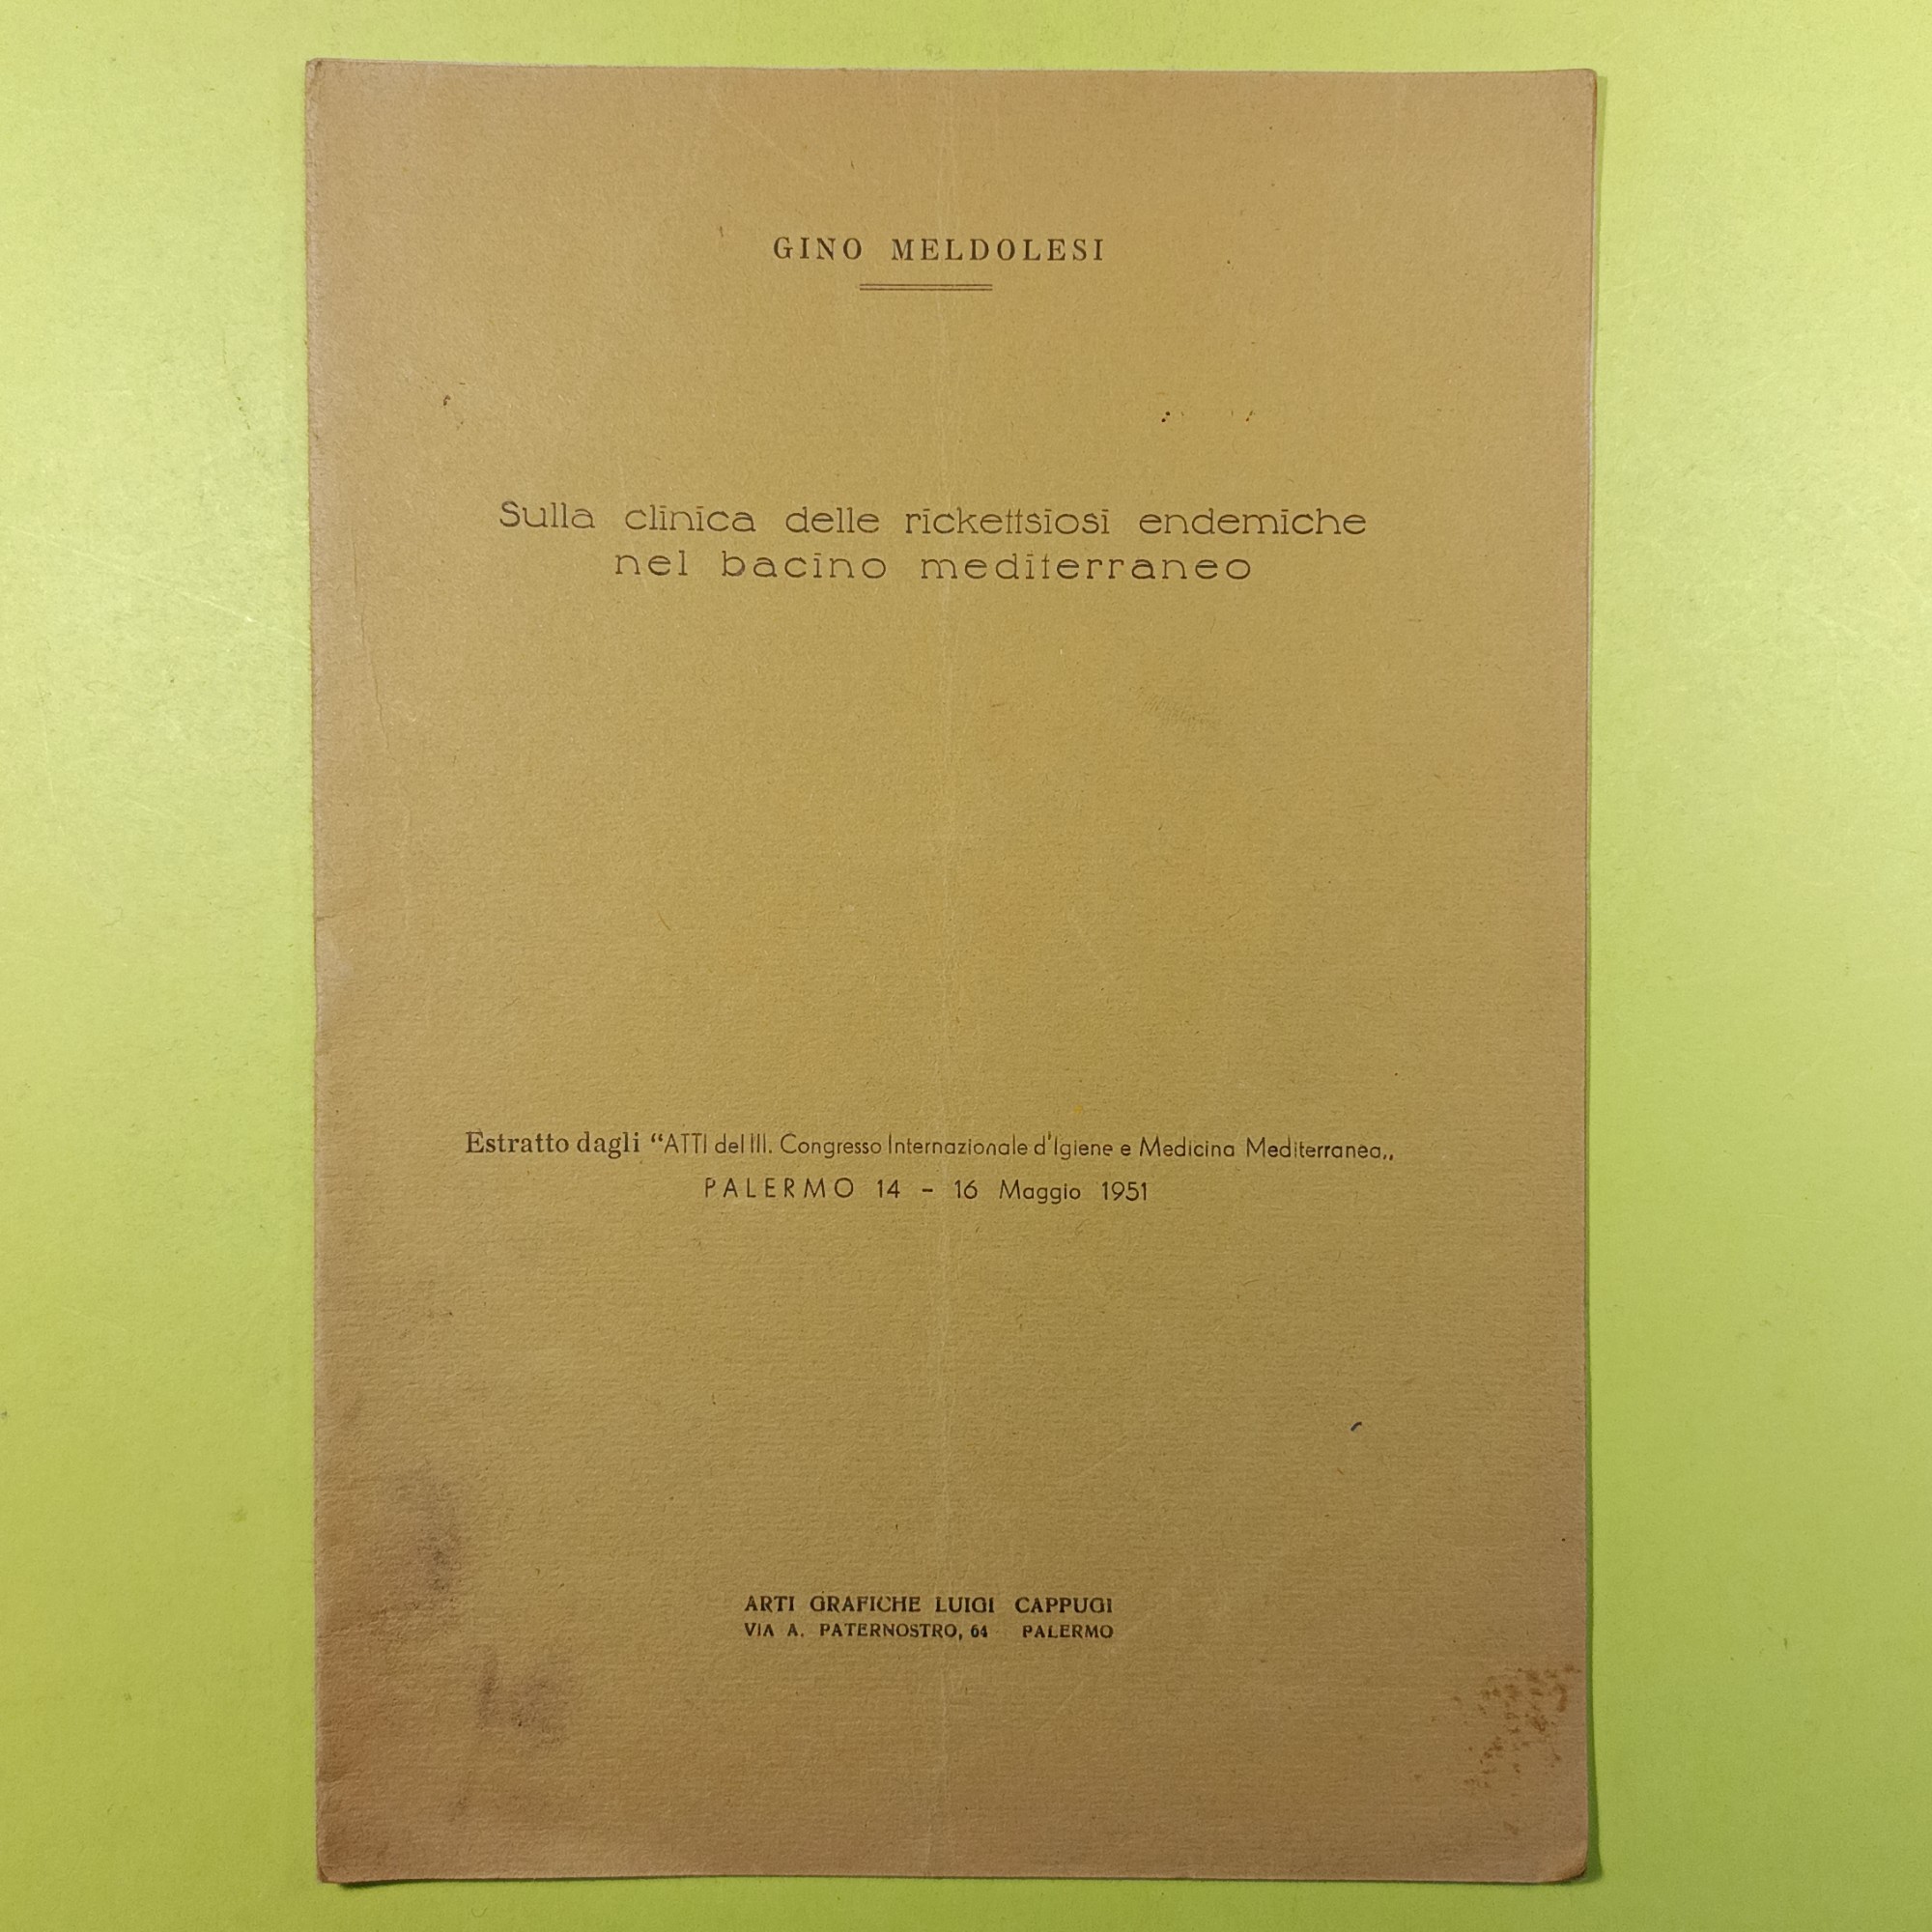 GINO MELDOLESI
Sulla clinica delle rickettsiosi endemiche
nel bacino mediterraneo
Estratto dagli “ATTI del III. Congresso Internazionale d'Igiene e Medicina Mediterranea„
PALERMO 14 - 16 Maggio 1951
ARTI GRAFICHE LUIGI CAPPUGI
VIA A. PATERNOSTRO, 64 PALERMO